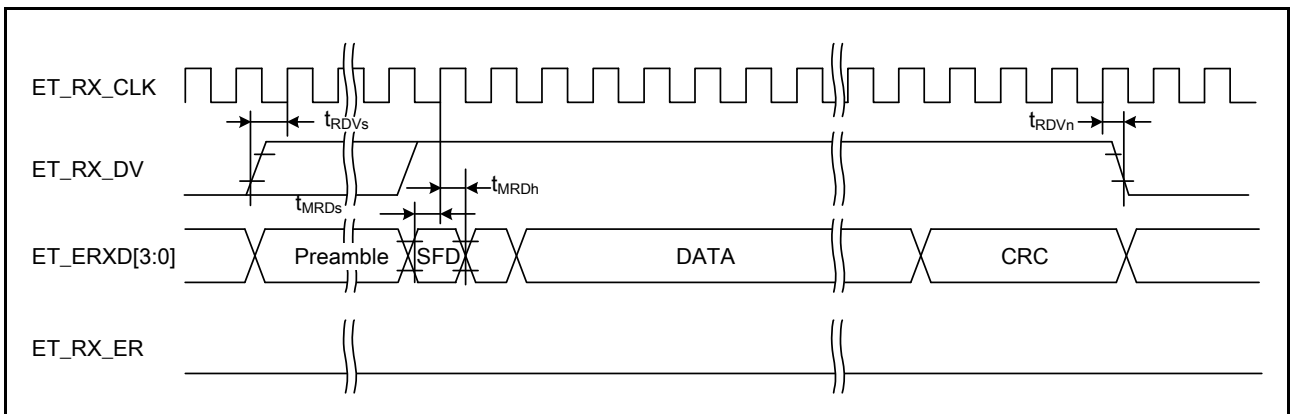 ET_RX_CLK
tRDVs
tRDVn
ET_RX_DV
tMRDs
tMRDh
ET_ERXD[3:0]
Preamble
SFD
DATA
CRC
ET_RX_ER